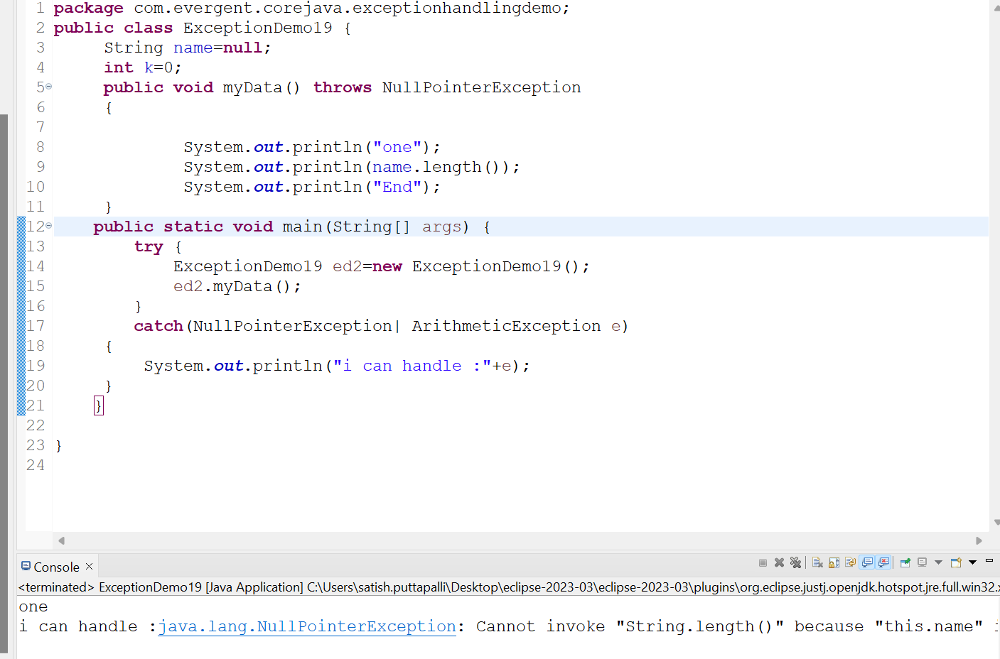 1 package com.evergent.corejava.exceptionhandlingdemo;
2 public class ExceptionDemo19 {
3 String name=null;
4 int k=0;
5 public void myData() throws NullPointerException
6 {
7
8 System.out.println("one");
9 System.out.println(name.length());
10 System.out.println("End");
11 }
12 public static void main(String[] args) {
13 try {
14 ExceptionDemo19 ed2=new ExceptionDemo19();
15 ed2.myData();
16 }
17 catch(NullPointerException| ArithmeticException e)
18 {
19 System.out.println("i can handle :"+e);
20 }
21 }
22
23 }
24
Console
<terminated> ExceptionDemo19 [Java Application] C:\Users\satish.puttapalli\Desktop\eclipse-2023-03\eclipse-2023-03\plugins\org.eclipse.justj.openjdk.hotspot.jre.full.win32.
one
i can handle :java.lang.NullPointerException: Cannot invoke "String.length()" because "this.name"